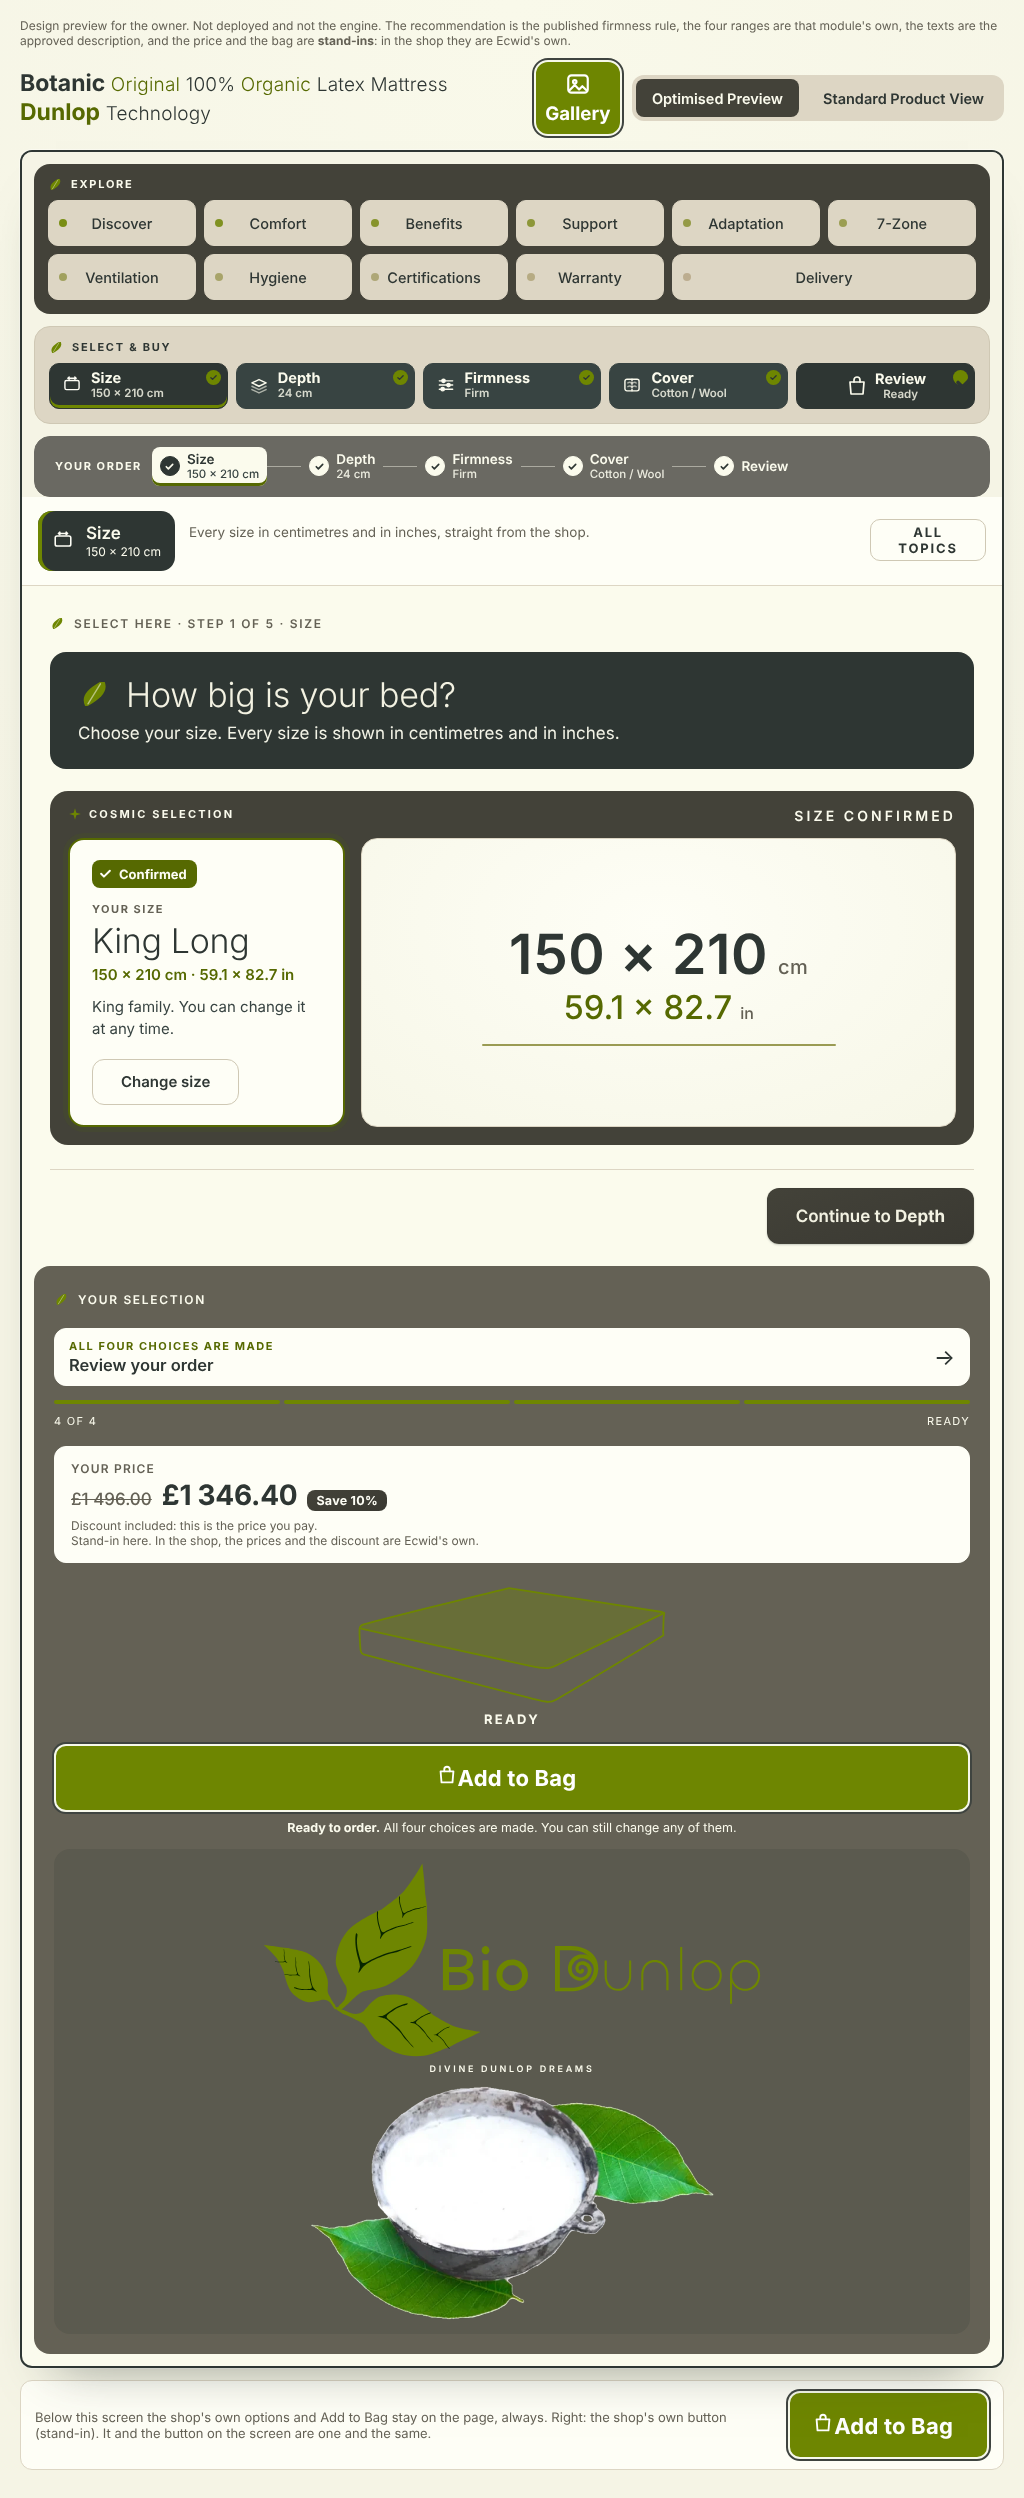 Design preview for the owner. Not deployed and not the engine. The recommendation is the published firmness rule, the four ranges are that module's own, the texts are the
approved description, and the price and the bag are stand-ins: in the shop they are Ecwid's own.
Botanic Original 100% Organic Latex Mattress
Dunlop Technology
Gallery
Optimised Preview
Standard Product View
EXPLORE
Discover
Comfort
Benefits
Support
Adaptation
7-Zone
Ventilation
Hygiene
Certifications
Warranty
Delivery
SELECT & BUY
Size
150 × 210 cm
Depth
24 cm
Firmness
Firm
Cover
Cotton / Wool
Review
Ready
YOUR ORDER
Size
150 × 210 cm
Depth
24 cm
Firmness
Firm
Cover
Cotton / Wool
Review
Size
150 × 210 cm
Every size in centimetres and in inches, straight from the shop.
ALL
TOPICS
SELECT HERE · STEP 1 OF 5 · SIZE
How big is your bed?
Choose your size. Every size is shown in centimetres and in inches.
COSMIC SELECTION
SIZE CONFIRMED
Confirmed
YOUR SIZE
King Long
150 × 210 cm · 59.1 × 82.7 in
King family. You can change it
at any time.
Change size
150 × 210 cm
59.1 × 82.7 in
Continue to Depth
YOUR SELECTION
ALL FOUR CHOICES ARE MADE
Review your order
4 OF 4
READY
YOUR PRICE
£1 496.00 £1 346.40 Save 10%
Discount included: this is the price you pay.
Stand-in here. In the shop, the prices and the discount are Ecwid's own.
READY
Add to Bag
Ready to order. All four choices are made. You can still change any of them.
Bio Dunlop
DIVINE DUNLOP DREAMS
Below this screen the shop's own options and Add to Bag stay on the page, always. Right: the shop's own button
(stand-in). It and the button on the screen are one and the same.
Add to Bag